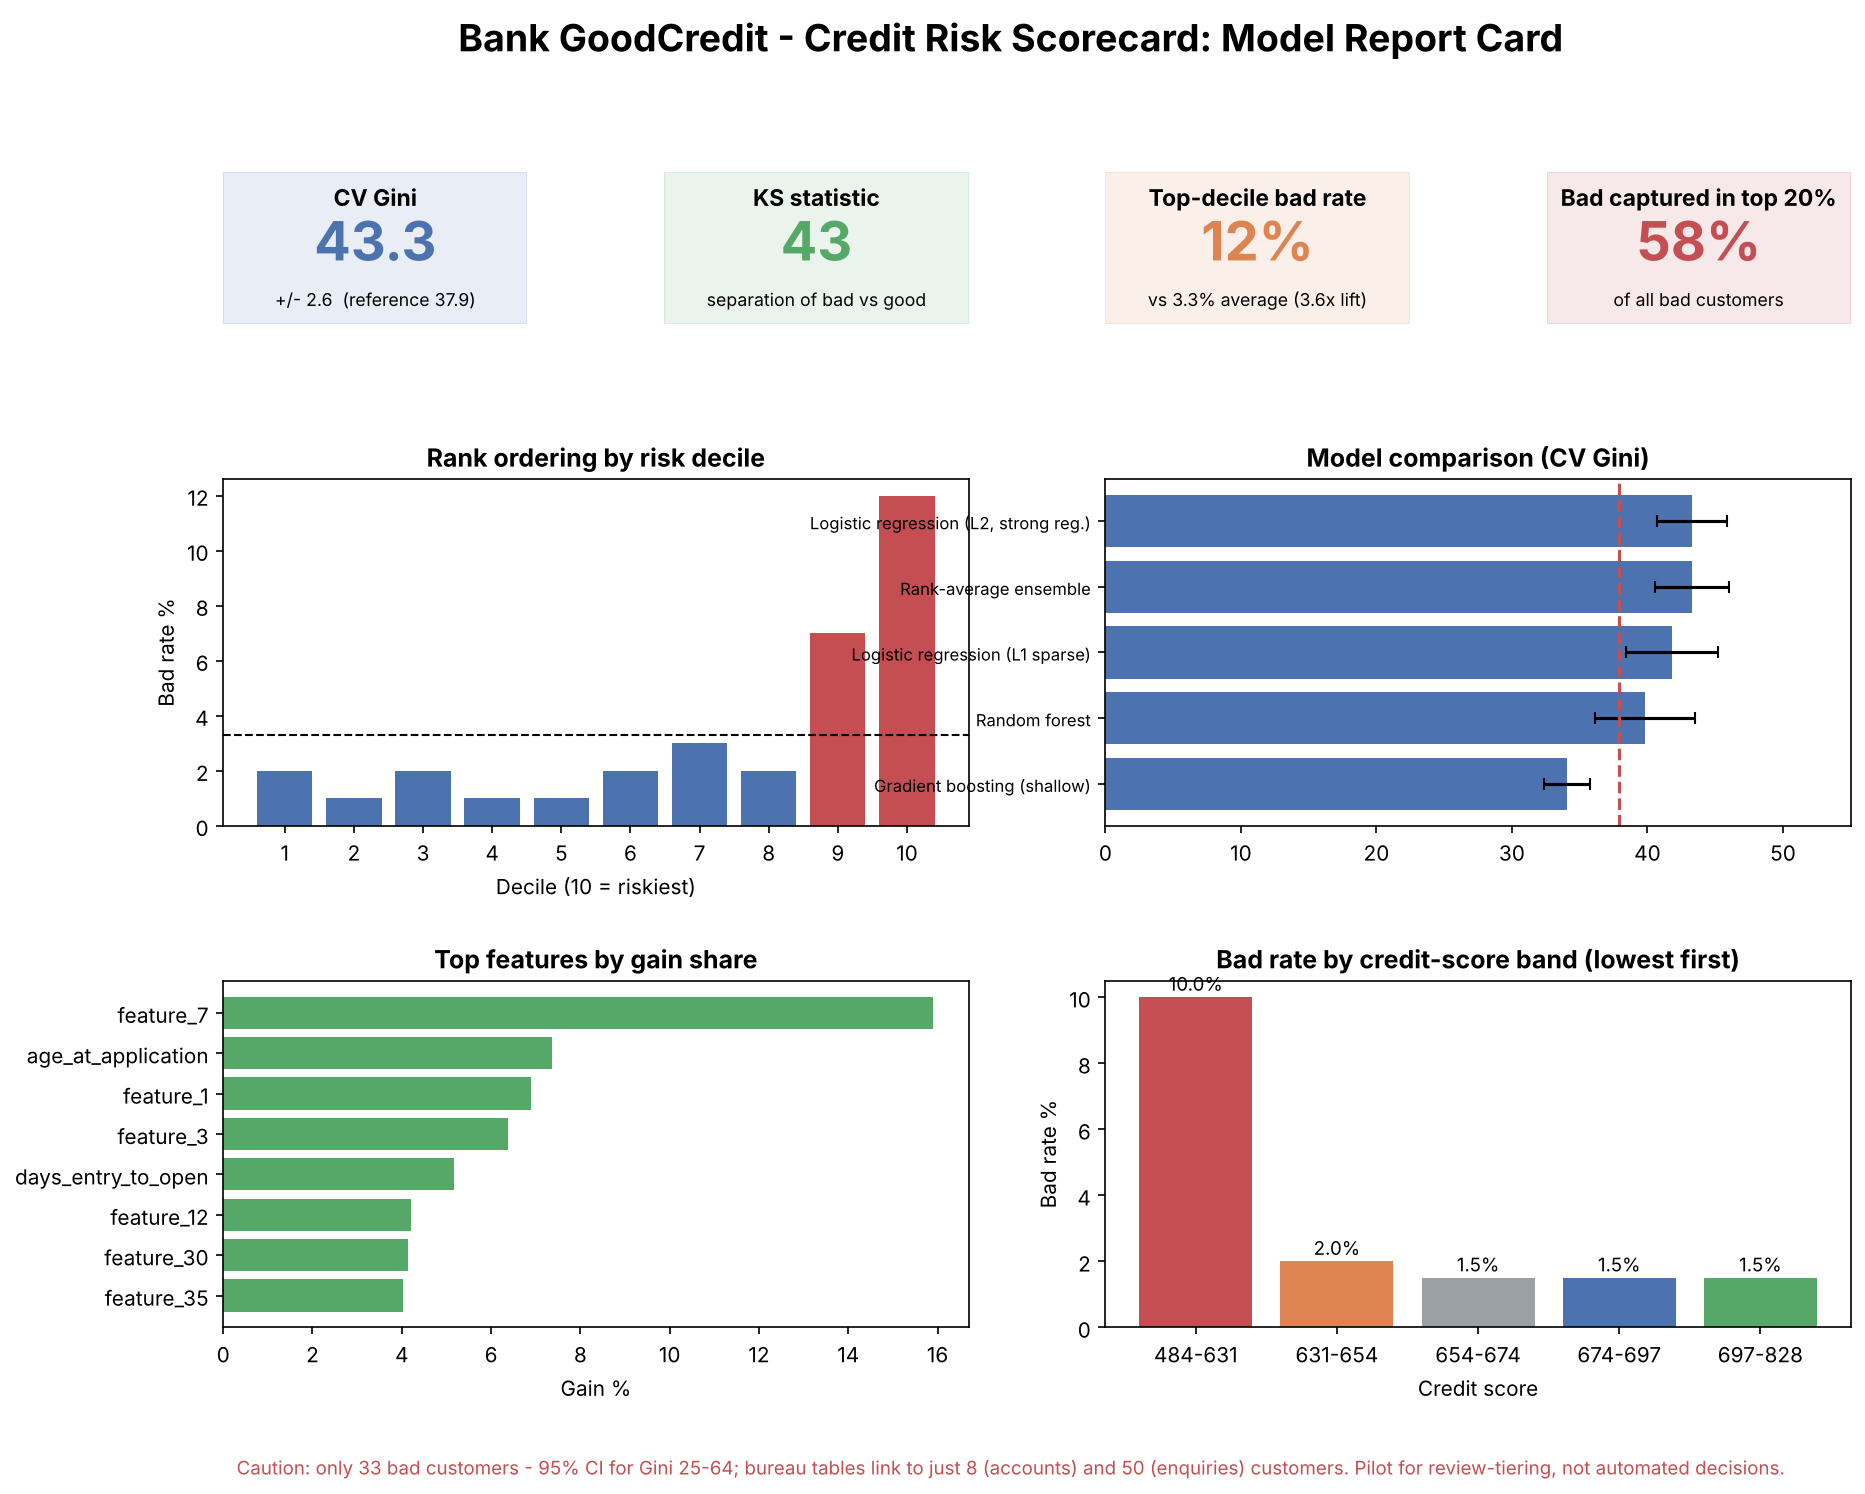 Bank GoodCredit - Credit Risk Scorecard: Model Report Card
CV Gini
43.3
+/- 2.6 (reference 37.9)
KS statistic
43
separation of bad vs good
Top-decile bad rate
12%
vs 3.3% average (3.6x lift)
Bad captured in top 20%
58%
of all bad customers
Rank ordering by risk decile
Bad rate %
12
10
8
6
4
2
0
1 2 3 4 5 6 7 8 9 10
Decile (10 = riskiest)
Model comparison (CV Gini)
Logistic regression (L2, strong reg.)
Rank-average ensemble
Logistic regression (L1 sparse)
Random forest
Gradient boosting (shallow)
0 10 20 30 40 50
Top features by gain share
feature_7
age_at_application
feature_1
feature_3
days_entry_to_open
feature_12
feature_30
feature_35
0 2 4 6 8 10 12 14 16
Gain %
Bad rate by credit-score band (lowest first)
Bad rate %
10
8
6
4
2
0
10.0%
2.0%
1.5%
1.5%
1.5%
484-631 631-654 654-674 674-697 697-828
Credit score
Caution: only 33 bad customers - 95% CI for Gini 25-64; bureau tables link to just 8 (accounts) and 50 (enquiries) customers. Pilot for review-tiering, not automated decisions.